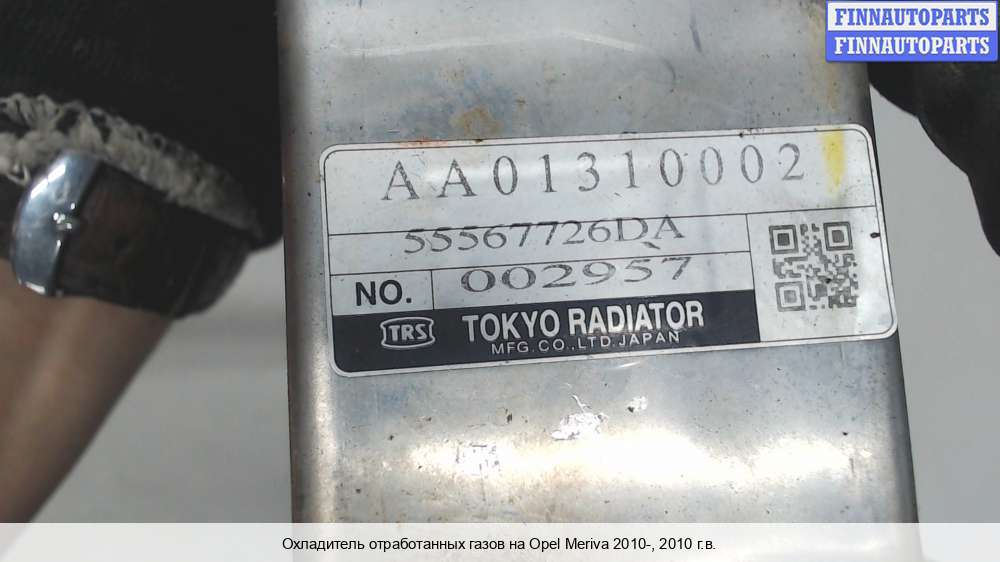 FINNAUTOPARTS
FINNAUTOPARTS
AA01310002
55567726DA
NO. 002957
TRS TOKYO RADIATOR
MFG.CO.,LTD.JAPAN
Охладитель отработанных газов на Opel Meriva 2010-, 2010 г.в.